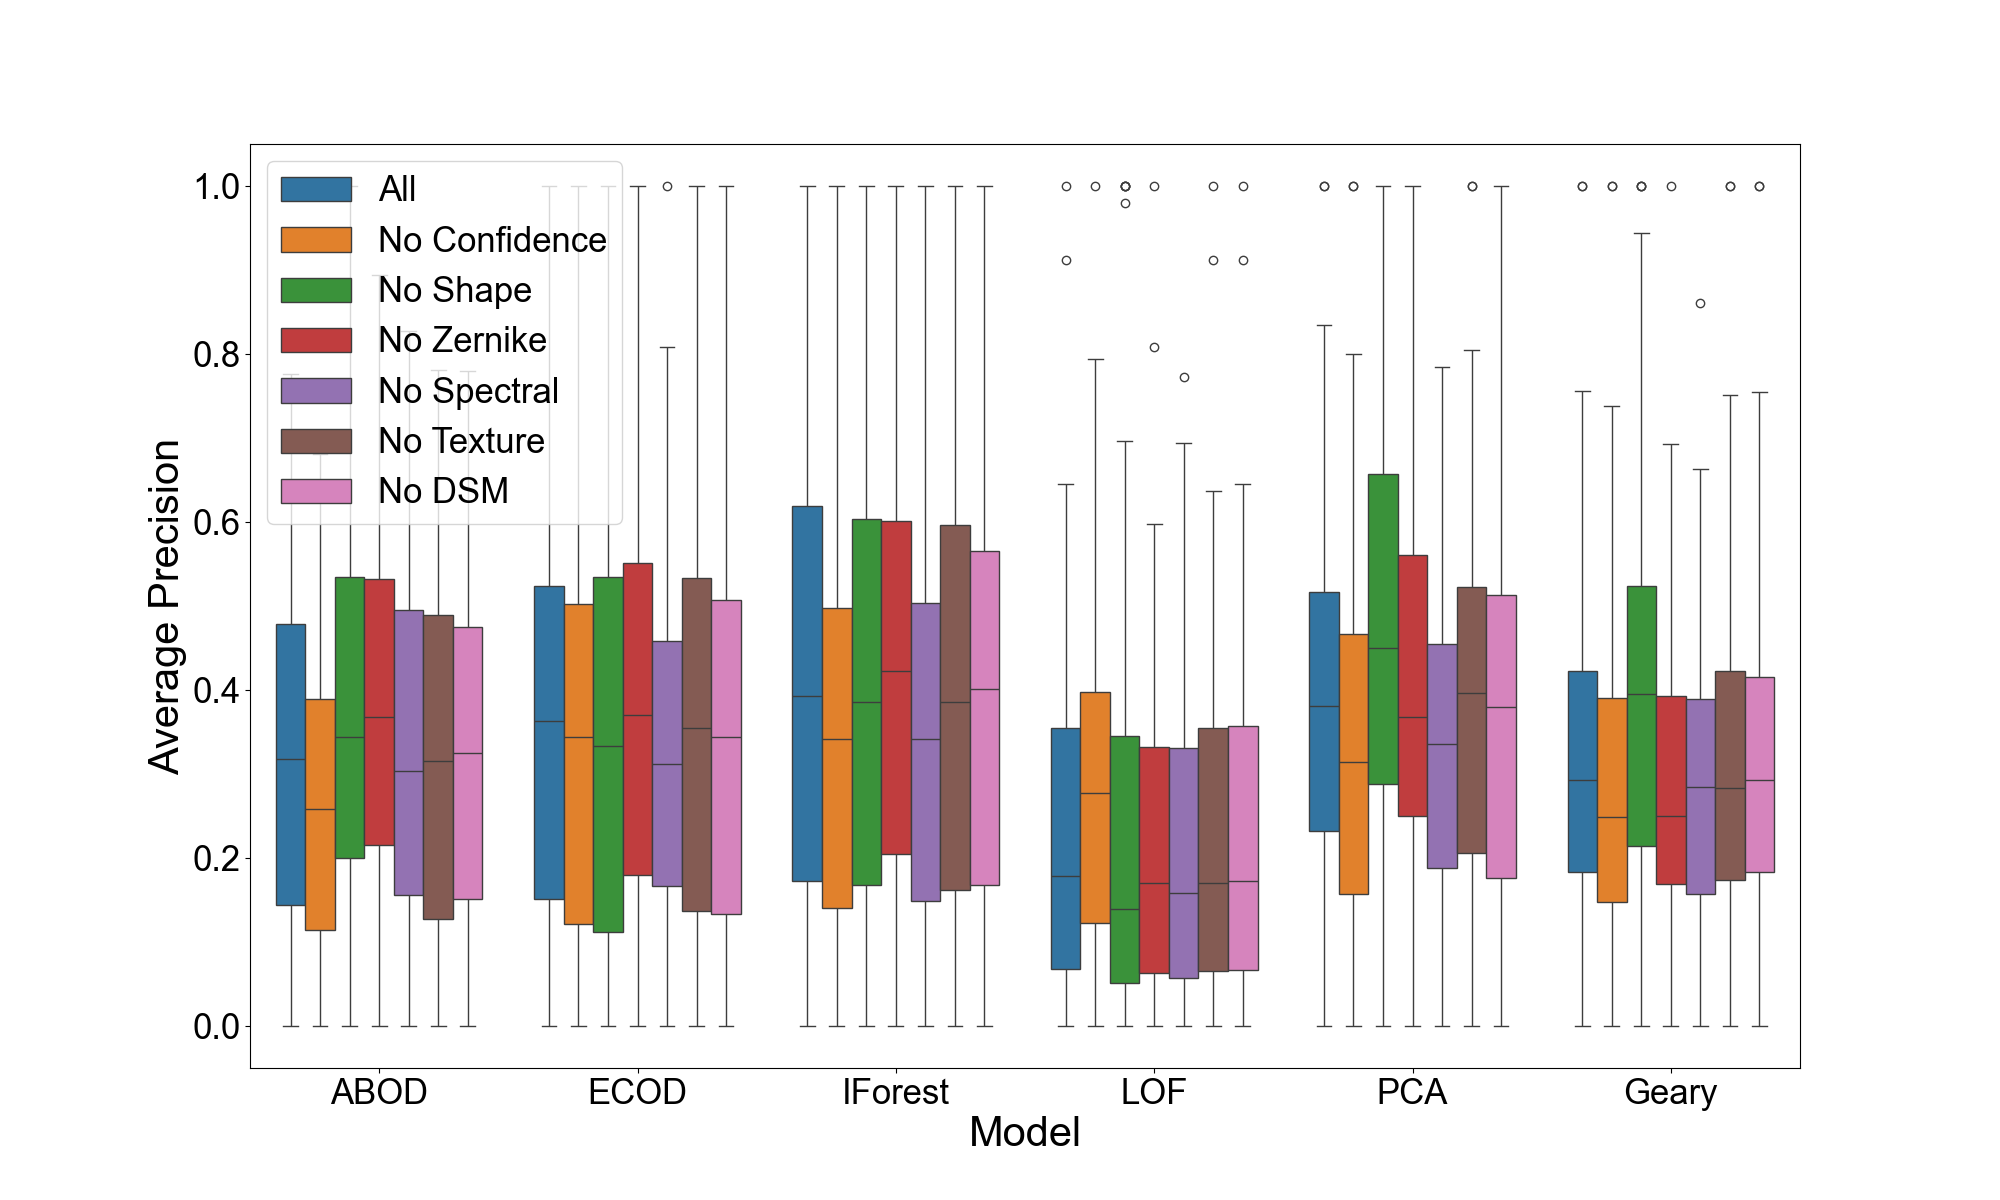 All
No Confidence
No Shape
No Zernike
No Spectral
No Texture
No DSM
1.0
0.8
0.6
0.4
0.2
0.0
Average Precision
ABOD
ECOD
IForest
LOF
PCA
Geary
Model